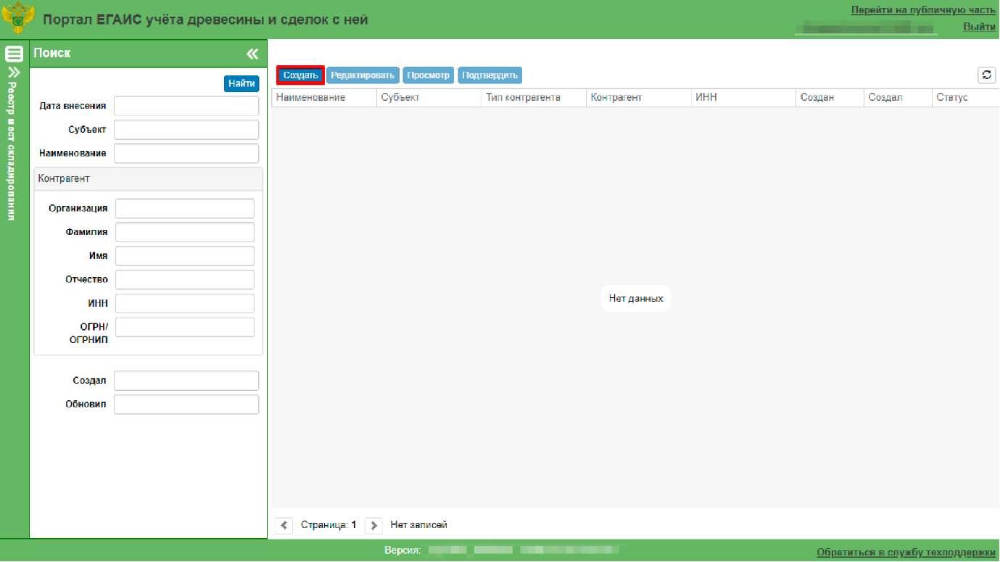 Портал ЕГАИС учёта древесины и сделок с ней
Перейти на публичную часть
Выйти
Реестр мест складирования
Поиск
Найти
Дата внесения
Субъект
Наименование
Контрагент
Организация
Фамилия
Имя
Отчество
ИНН
ОГРН/
ОГРНИП
Создал
Обновил
Создать Редактировать Просмотр Подтвердить
Наименование Субъект Тип контрагента Контрагент ИНН Создан Создал Статус
Нет данных
Страница: 1 Нет записей
Версия:
Обратиться в службу техподдержки